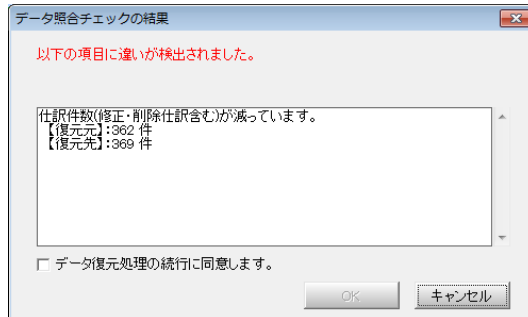 データ照合チェックの結果
以下の項目に違いが検出されました。
仕訳件数(修正・削除仕訳含む)が減っています。
【復元元】:362 件
【復元先】:369 件
データ復元処理の続行に同意します。
OK
キャンセル